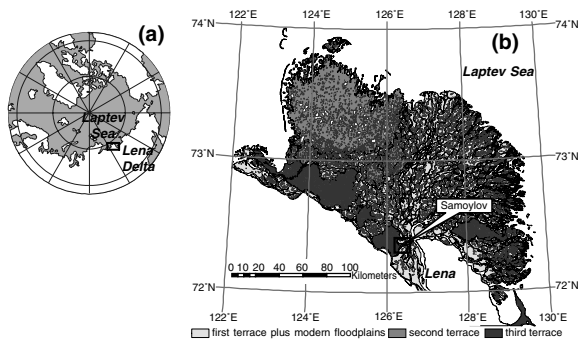 (a)
Laptev
Sea
Lena
Delta
122°E 124°E 126°E 128°E 130°E
74°N 74°N
(b)
Laptev Sea
73°N 73°N
Samoylov
0 10 20 40 60 80 100
Kilometers
Lena
72°N 72°N
122°E 124°E 126°E 128°E 130°E
first terrace plus modern floodplains second terrace third terrace